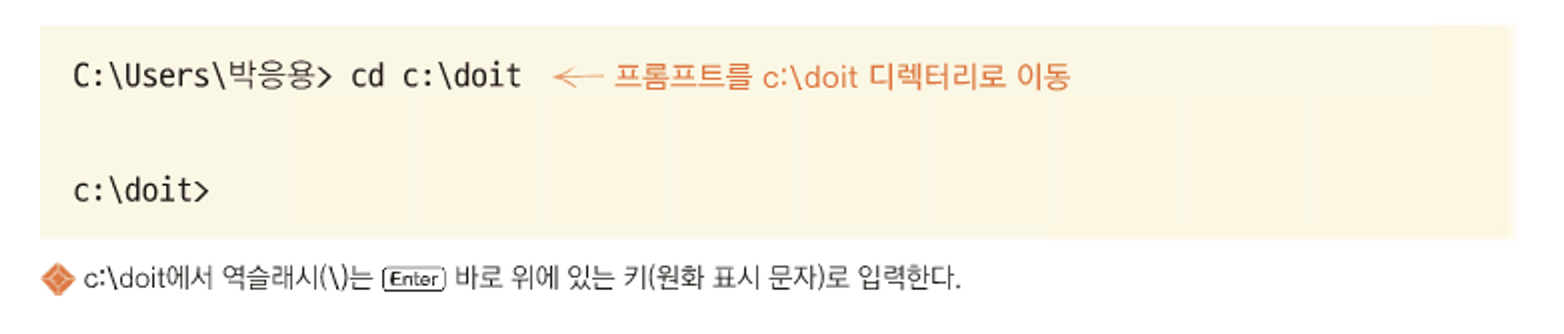 C:\Users\박응용> cd c:\doit ← 프롬프트를 c:\doit 디렉터리로 이동
c:\doit>
c:\doit에서 역슬래시(\)는 Enter 바로 위에 있는 키(원화 표시 문자)로 입력한다.